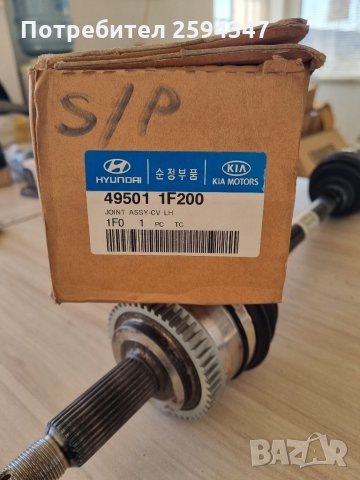 Потребител 2594347
S/P
HYUNDAI 순정부품 KIA KIA MOTORS
49501 1F200
JOINT ASSY-CV LH
1F0 1 PC TC
BAZAR